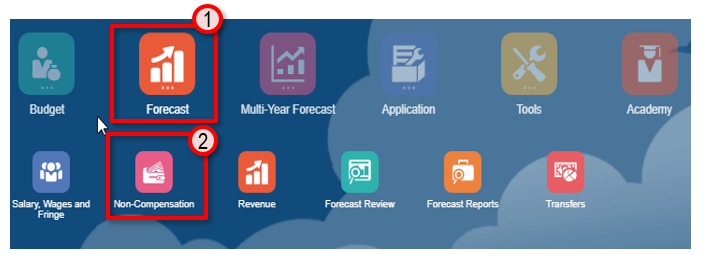 1
Budget Forecast Multi-Year Forecast Application Tools Academy
2
Salary, Wages and Non-Compensation Revenue Forecast Review Forecast Reports Transfers
Fringe